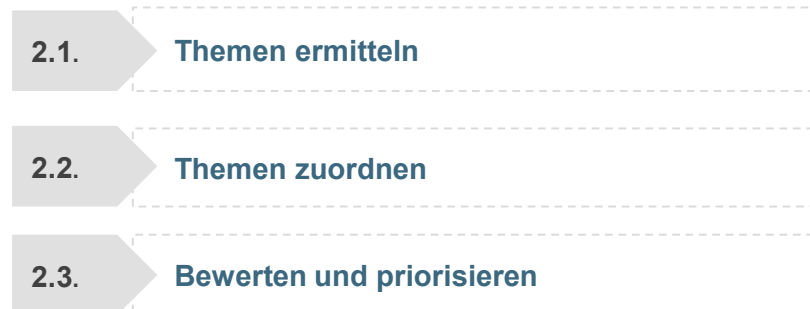 2.1. Themen ermitteln
2.2. Themen zuordnen
2.3. Bewerten und priorisieren